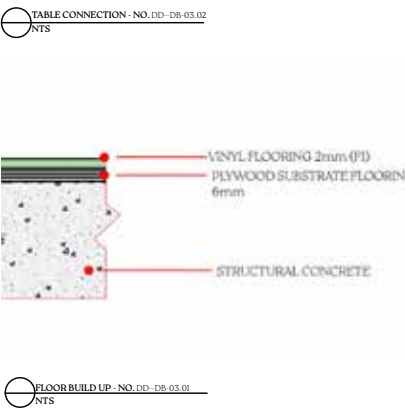 TABLE CONNECTION - NO. DD-DB-03.02
NTS
VINYL FLOORING 2mm (F1)
PLYWOOD SUBSTRATE FLOORIN
6mm
STRUCTURAL CONCRETE
FLOOR BUILD UP - NO. DD-DB-03.01
NTS